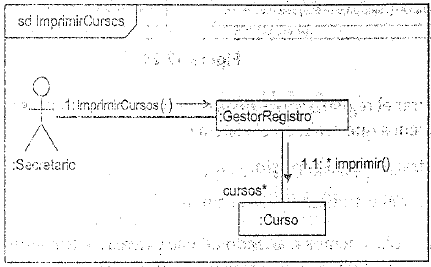 sd ImprimirCursos
1:ImprimirCursos()
:GestorRegistro
:Secretario
1.1: * imprimir()
cursos*
:Curso